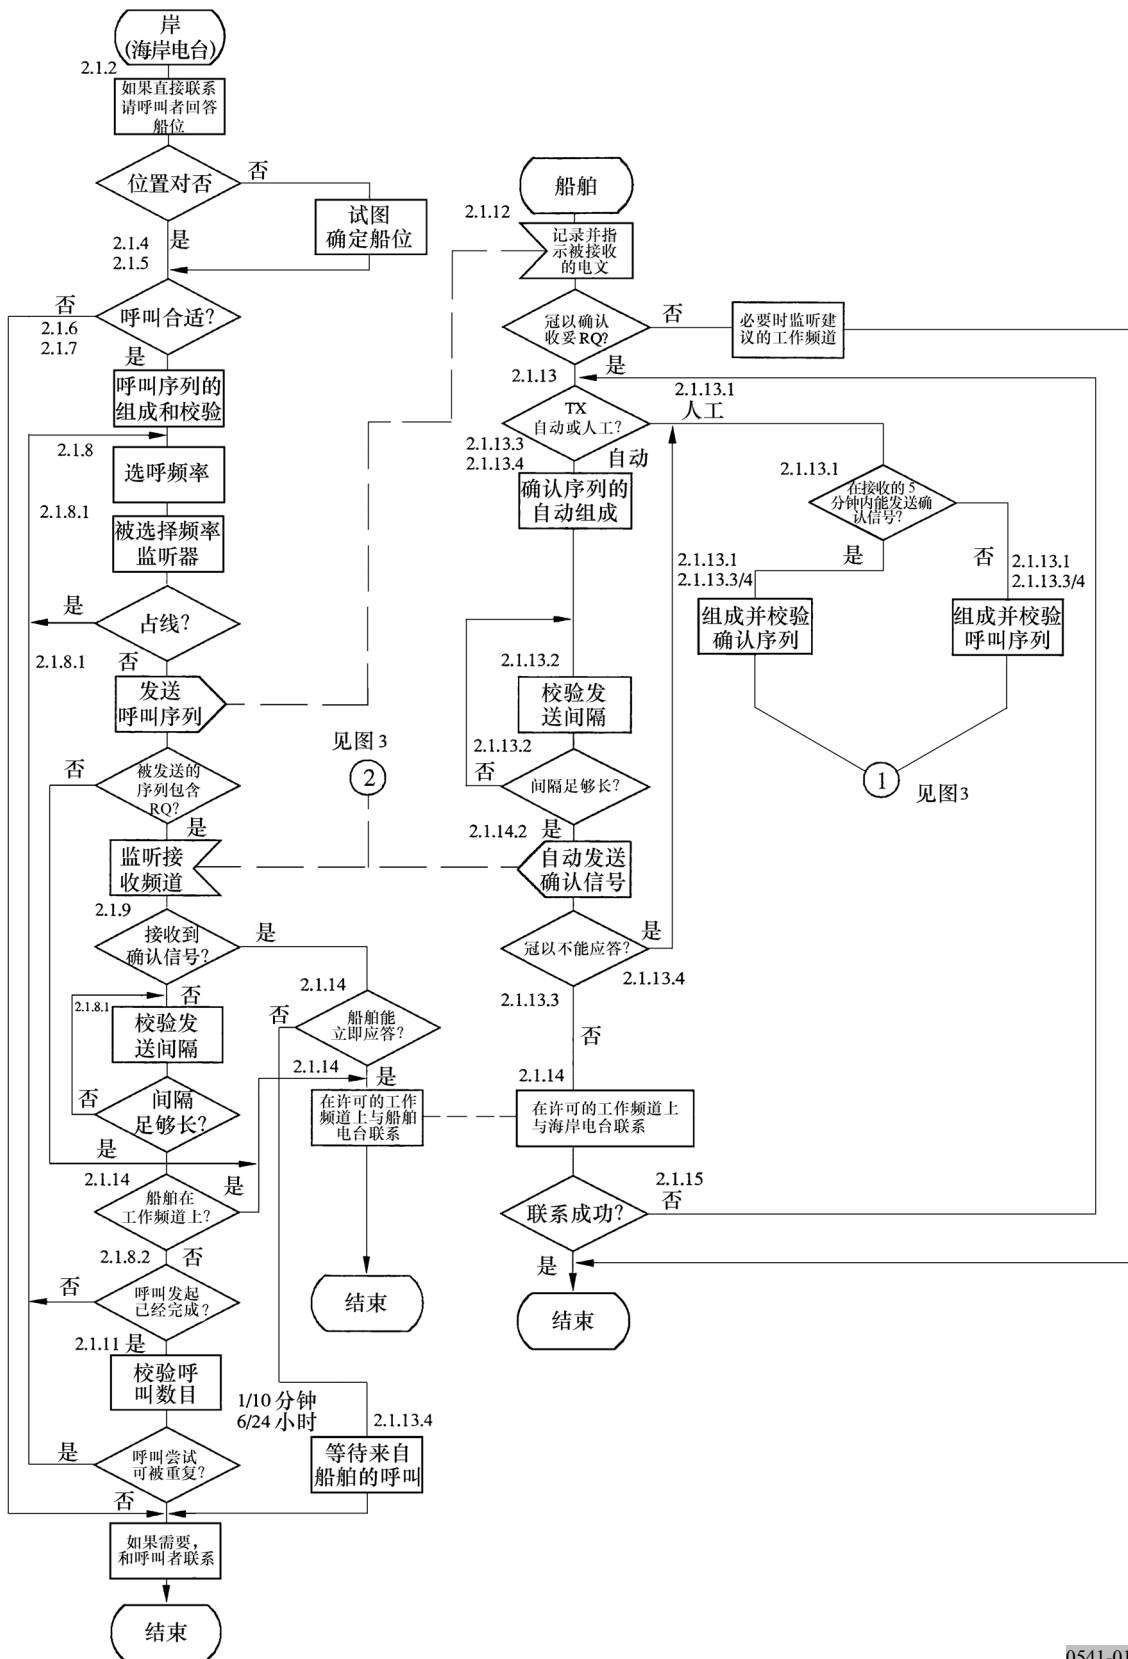 岸
(海岸电台)
2.1.2
如果直接联系
请呼叫者回答
船位
位置对否
否
试图
确定船位
是
2.1.4
2.1.5
呼叫合适?
否
2.1.6
2.1.7
是
呼叫序列的
组成和校验
2.1.8
选呼频率
2.1.8.1
被选择频率
监听器
是
占线?
2.1.8.1
否
发送
呼叫序列
否
被发送的
序列包含
RQ?
是
监听接
收频道
见图3
2
2.1.9
接收到
确认信号?
是
2.1.8.1
否
校验发
送间隔
否
间隔
足够长?
是
2.1.14
船舶能
立即应答?
否
2.1.14
是
在许可的工作
频道上与船舶
电台联系
结束
2.1.14
是
船舶在
工作频道上?
2.1.8.2
否
否
呼叫发起
已经完成?
2.1.11 是
校验呼
叫数目
是
呼叫尝试
可被重复?
否
1/10 分钟
6/24 小时
2.1.13.4
等待来自
船舶的呼叫
如果需要，
和呼叫者联系
结束
船舶
2.1.12
记录并指
示被接收
的电文
冠以确认
收妥RQ?
否
必要时监听建
议的工作频道
2.1.13
是
2.1.13.1
人工
TX
自动或人工?
2.1.13.3
2.1.13.4
自动
确认序列的
自动组成
2.1.13.1
在接收的 5
分钟内能发送确
认信号?
是
否
2.1.13.1
2.1.13.3/4
2.1.13.1
2.1.13.3/4
组成并校验
确认序列
组成并校验
呼叫序列
1
见图3
2.1.13.2
校验发
送间隔
2.1.13.2
否
间隔足够长?
2.1.14.2
是
自动发送
确认信号
冠以不能应答?
是
2.1.13.4
2.1.13.3
否
2.1.14
在许可的工作频道上
与海岸电台联系
2.1.15
否
联系成功?
是
结束
0541-01